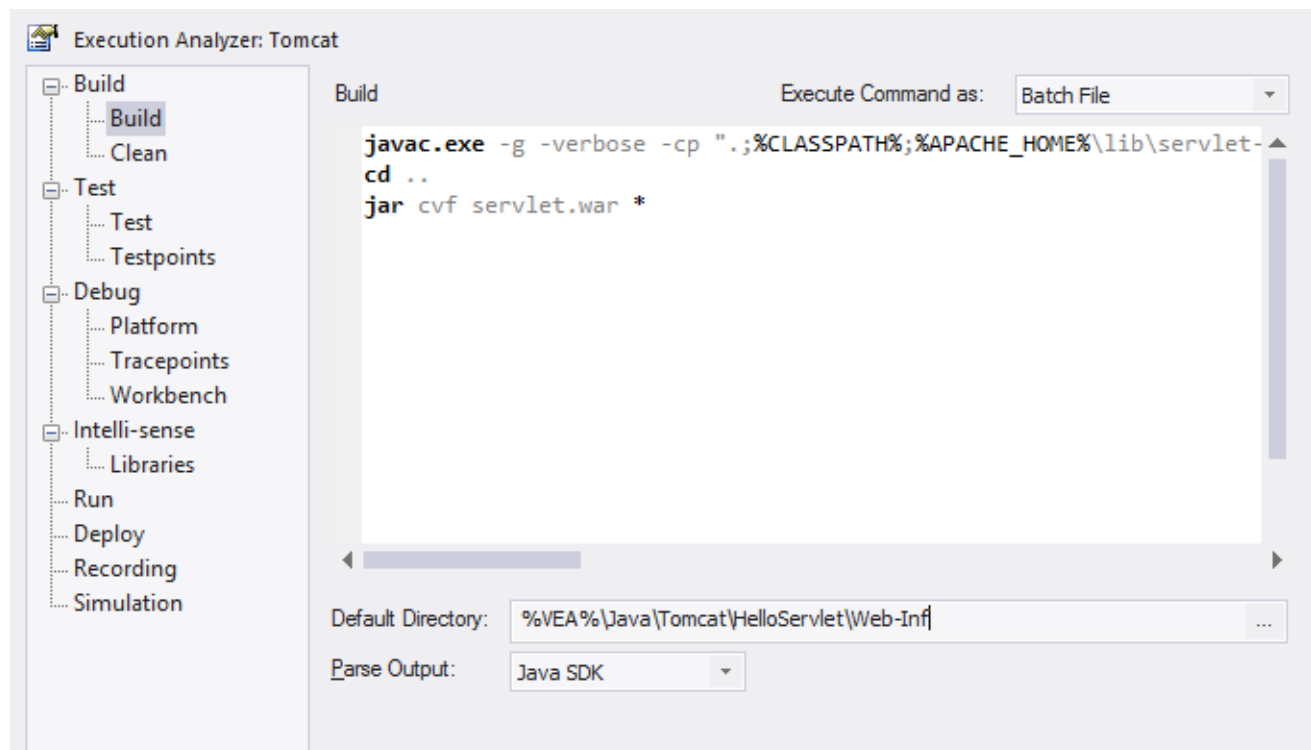 Execution Analyzer: Tomcat
Build
Build
Clean
Test
Test
Testpoints
Debug
Platform
Tracepoints
Workbench
Intelli-sense
Libraries
Run
Deploy
Recording
Simulation
Build
Execute Command as: Batch File
javac.exe -g -verbose -cp ".;%CLASSPATH%;%APACHE_HOME%\lib\servlet-
cd ..
jar cvf servlet.war *
Default Directory: %VEA%\Java\Tomcat\HelloServlet\Web-Inf ...
Parse Output: Java SDK